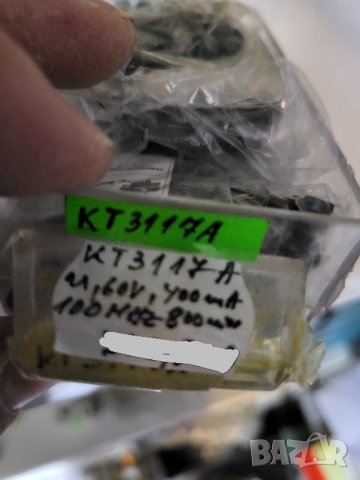 KT3117A
KT3117A
60V, 400mA
100MHZ 800mW
BAZAR